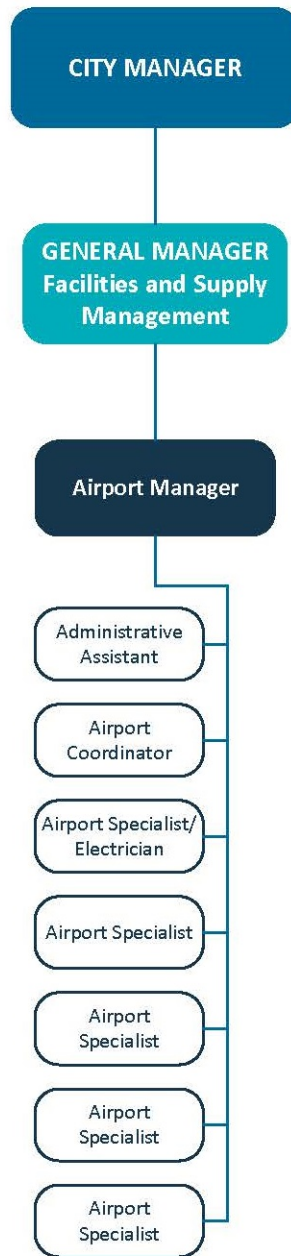 CITY MANAGER
GENERAL MANAGER
Facilities and Supply
Management
Airport Manager
Administrative
Assistant
Airport
Coordinator
Airport Specialist/
Electrician
Airport Specialist
Airport
Specialist
Airport
Specialist
Airport
Specialist